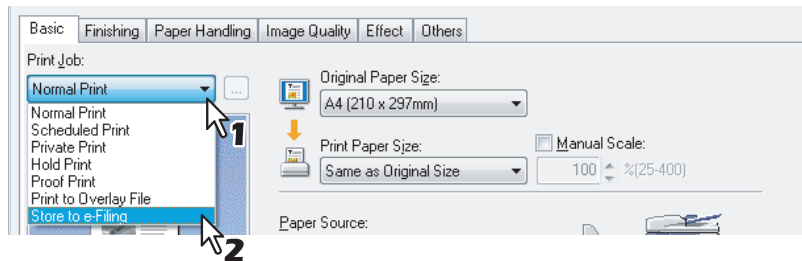 Basic Finishing Paper Handling Image Quality Effect Others
Print Job:
Normal Print ...
Normal Print
Scheduled Print
Private Print
Hold Print
Proof Print
Print to Overlay File
Store to e-Filing
1
2
Original Paper Size:
A4 (210 x 297mm)
Print Paper Size:
Same as Original Size
Manual Scale:
100 %(25-400)
Paper Source: